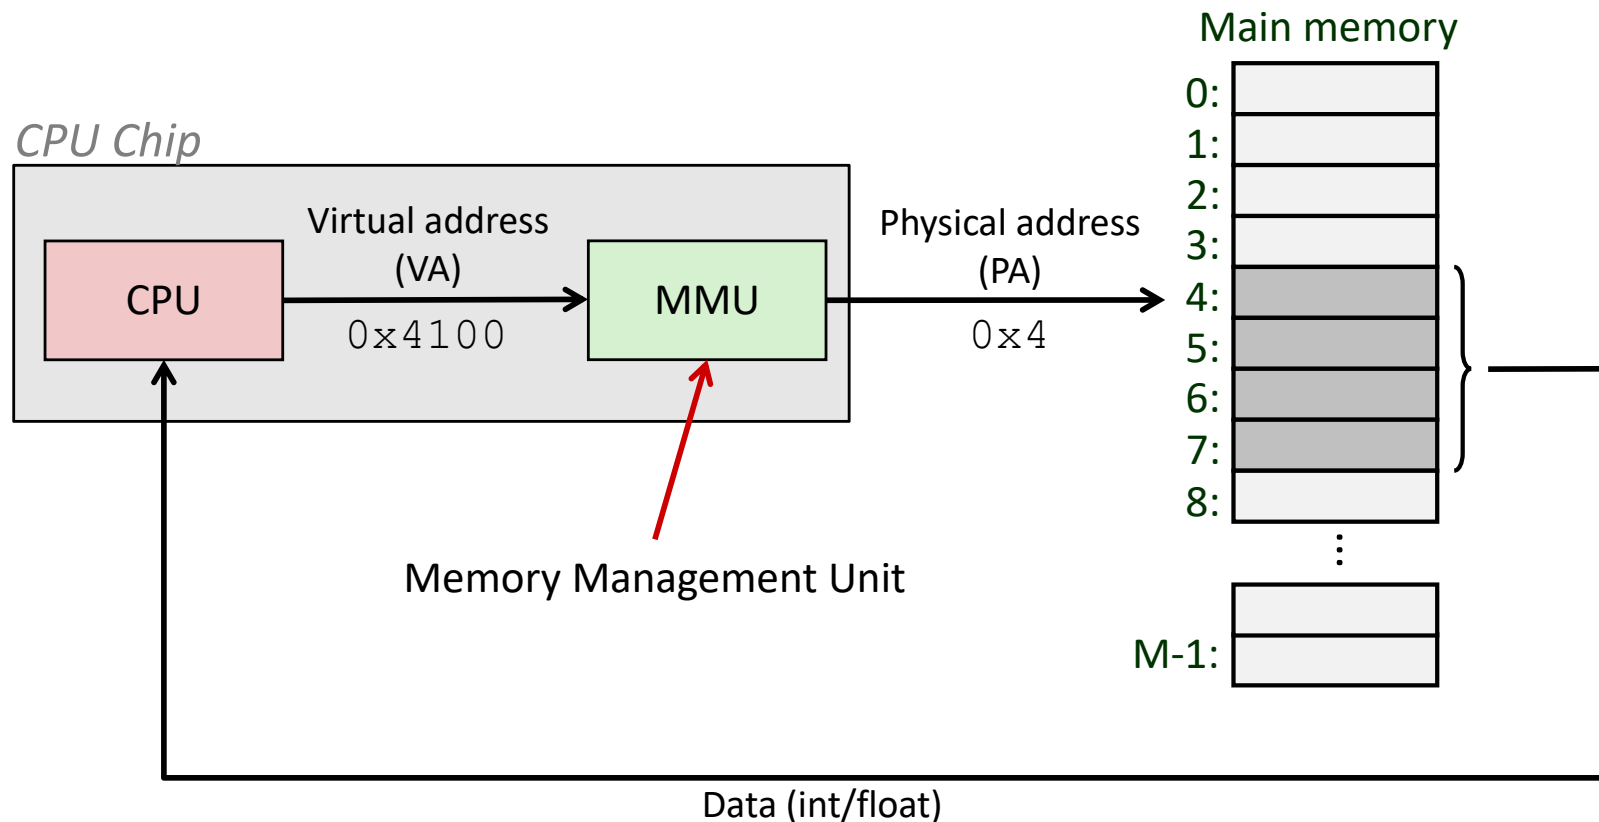 Main memory
CPU Chip
Virtual address
(VA)
0x4100
CPU
MMU
Physical address
(PA)
0x4
0:
1:
2:
3:
4:
5:
6:
7:
8:
M-1:
Memory Management Unit
Data (int/float)